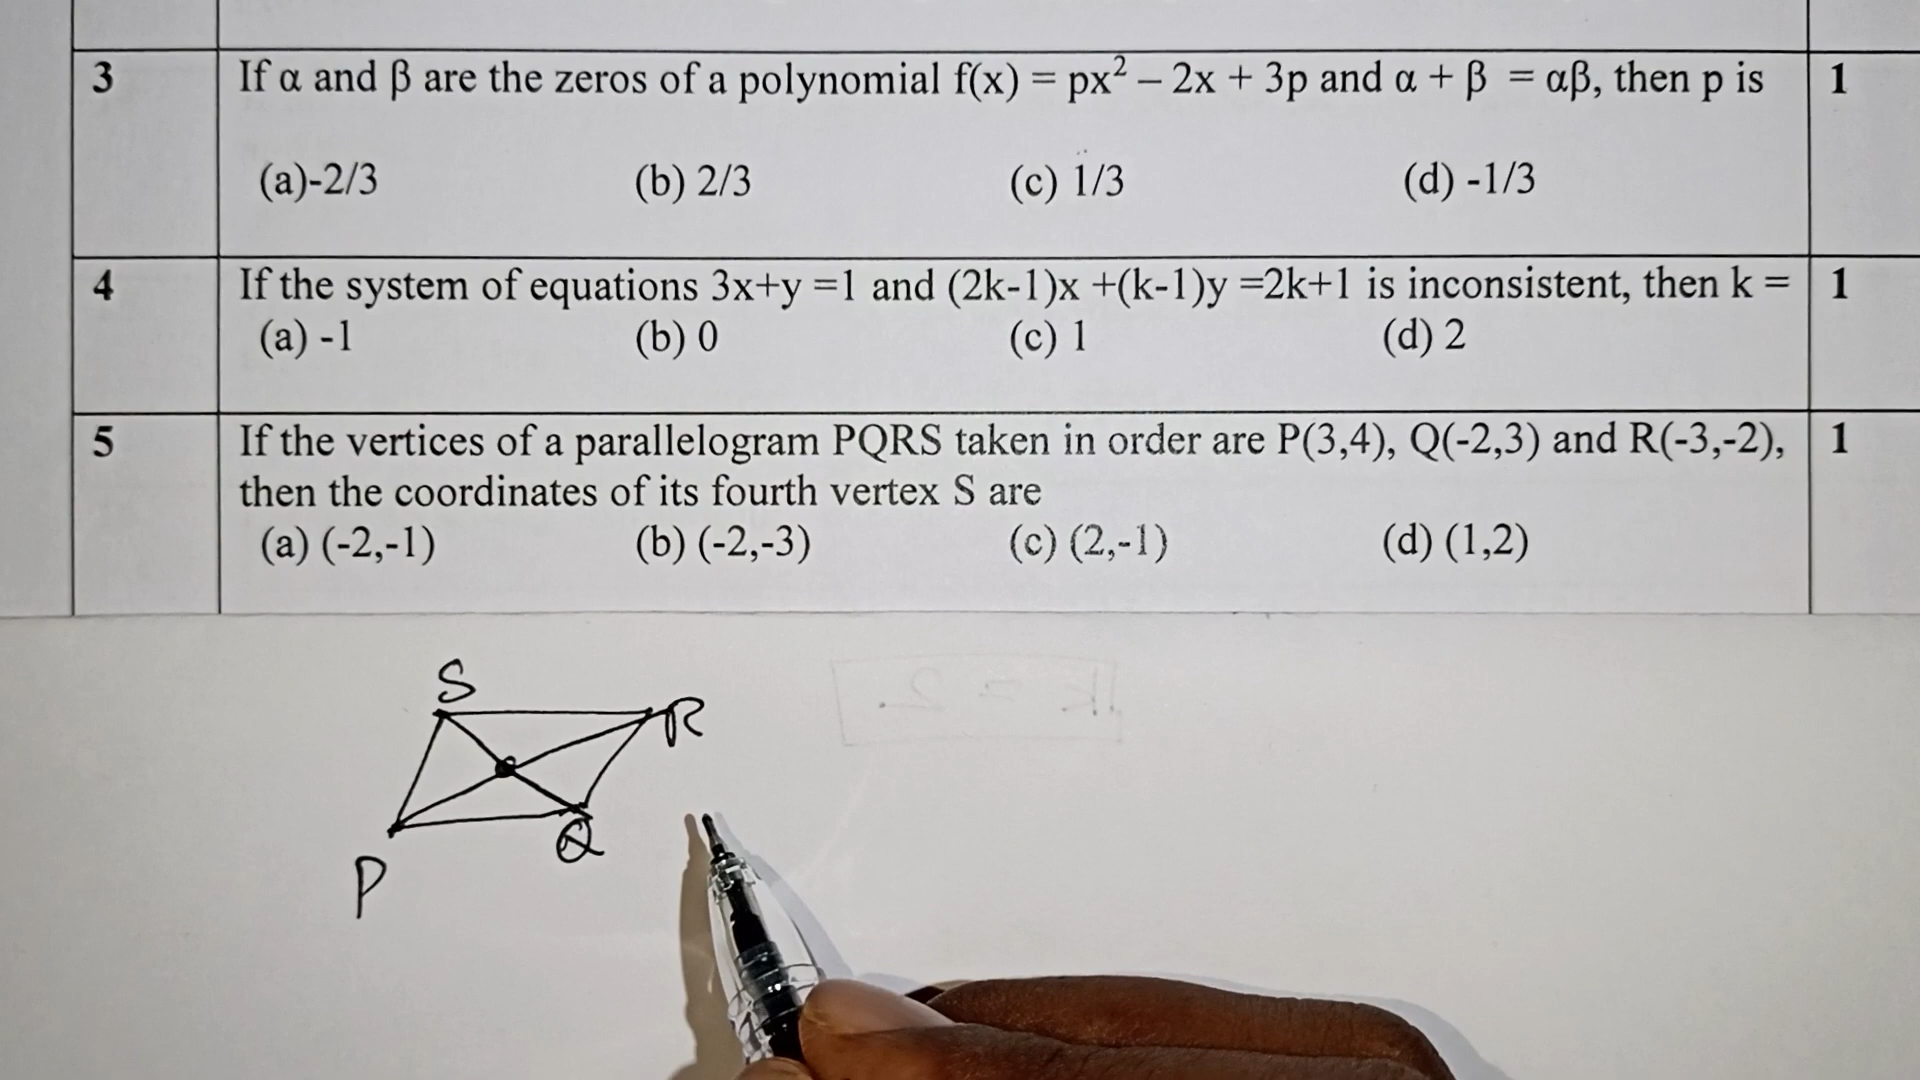 3 If α and β are the zeros of a polynomial f(x) = px² – 2x + 3p and α + β = αβ, then p is 1
(a)-2/3 (b) 2/3 (c) 1/3 (d) -1/3
4 If the system of equations 3x+y =1 and (2k-1)x +(k-1)y =2k+1 is inconsistent, then k = 1
(a) -1 (b) 0 (c) 1 (d) 2
5 If the vertices of a parallelogram PQRS taken in order are P(3,4), Q(-2,3) and R(-3,-2), 1
then the coordinates of its fourth vertex S are
(a) (-2,-1) (b) (-2,-3) (c) (2,-1) (d) (1,2)
S
R
k = 2.
Q
P